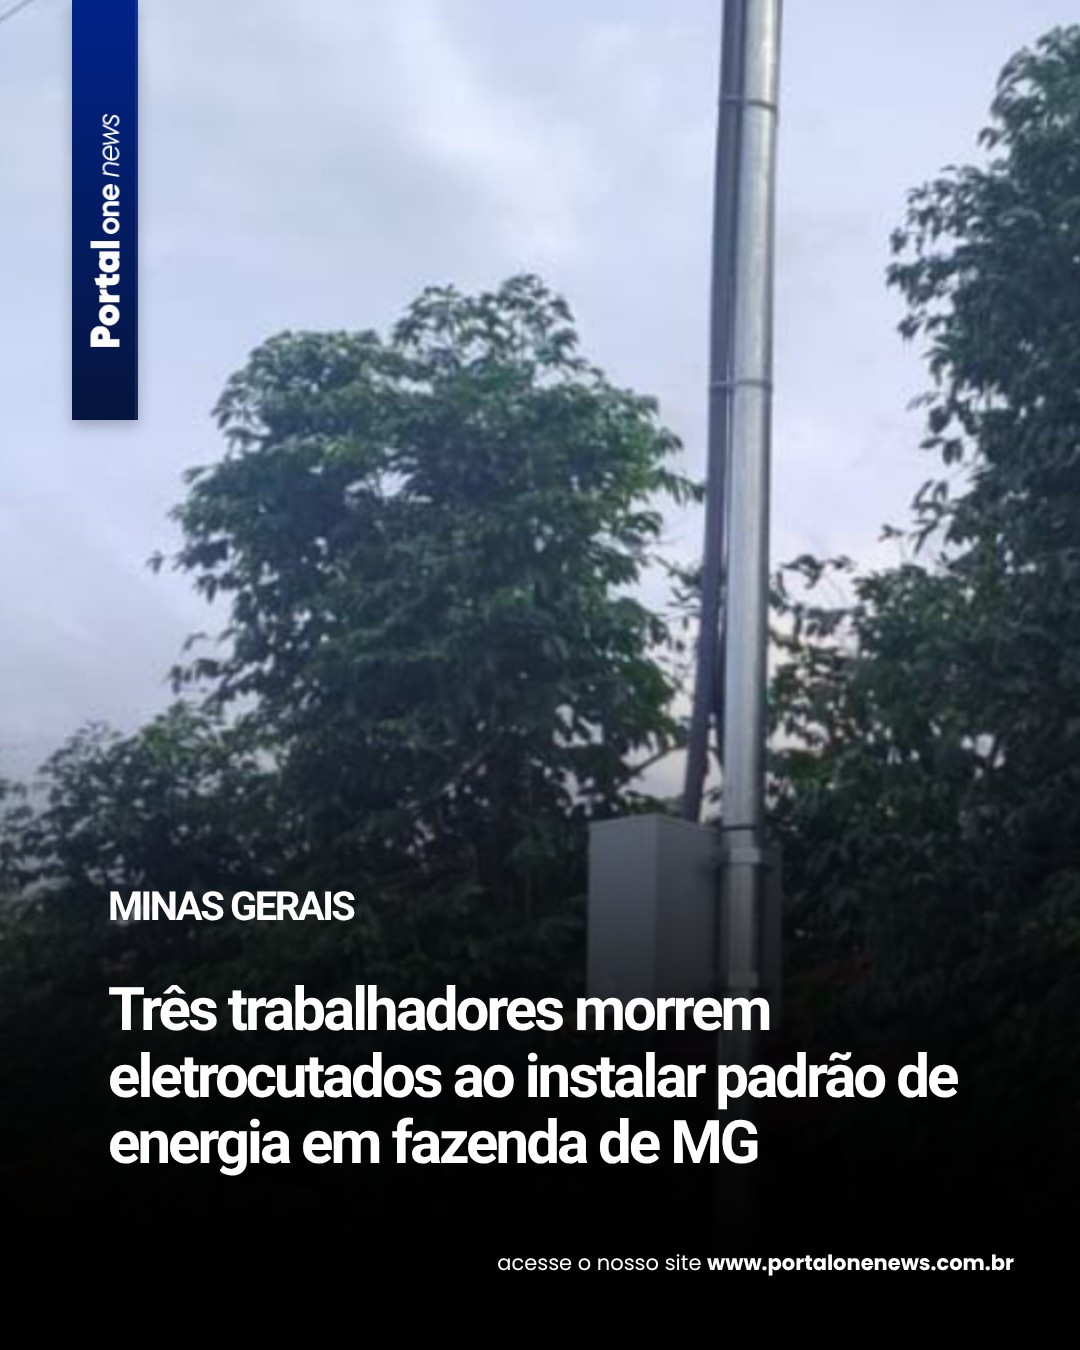 Portal one news
MINAS GERAIS
Três trabalhadores morrem
eletrocutados ao instalar padrão de
energia em fazenda de MG
acesse o nosso site www.portalonenews.com.br